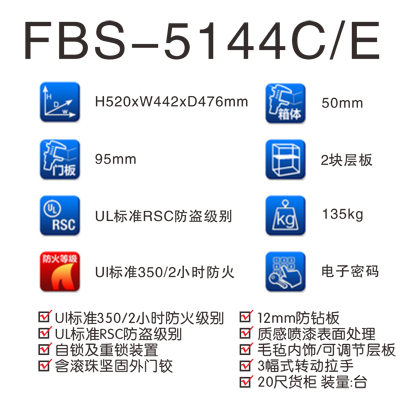 FBS-5144C/E
H
D
W
H520xW442xD476mm
箱体
50mm
门板
95mm
2块层板
UL
RSC
UL标准RSC防盗级别
kg
135kg
防火等级
UI标准350/2小时防火
电子密码
UI标准350/2小时防火级别
12mm防钻板
UL标准RSC防盗级别
质感喷漆表面处理
自锁及重锁装置
毛毡内饰/可调节层板
含滚珠坚固外门铰
3幅式转动拉手
20尺货柜 装量:台